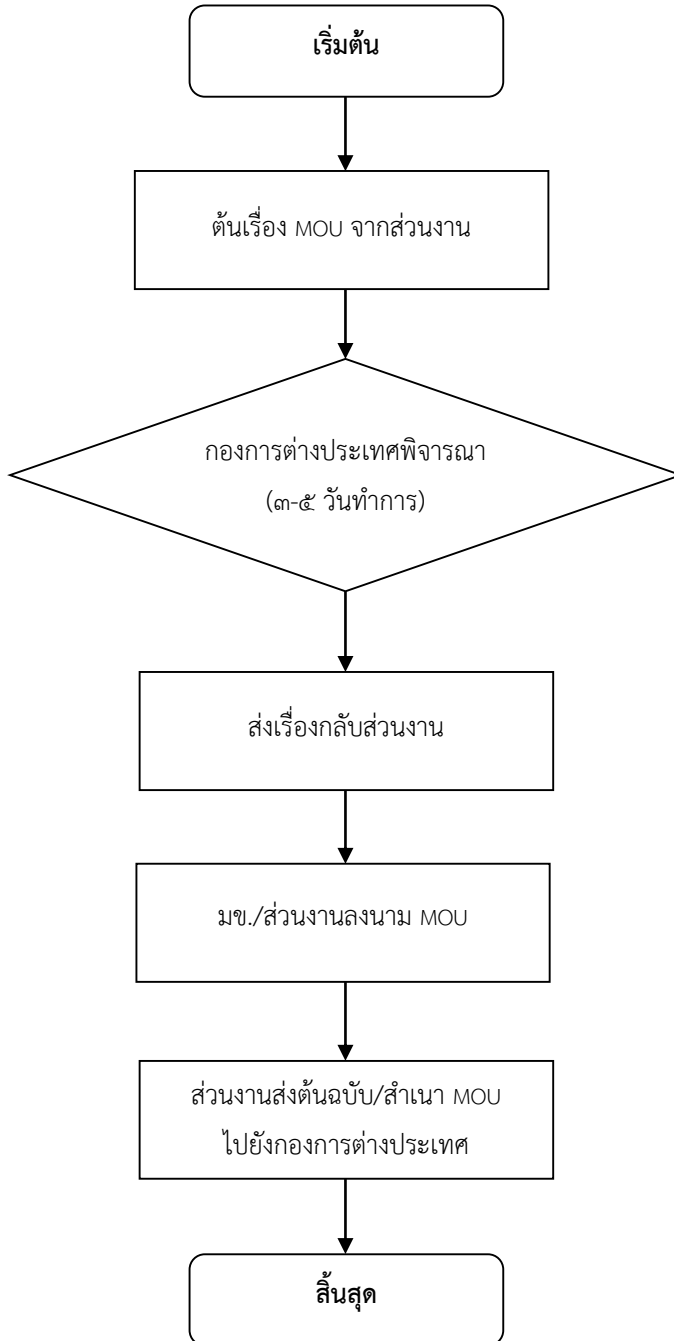 เริ่มต้น
ต้นเรื่อง MOU จากส่วนงาน
กองการต่างประเทศพิจารณา
(๓-๕ วันทำการ)
ส่งเรื่องกลับส่วนงาน
มข./ส่วนงานลงนาม MOU
ส่วนงานส่งต้นฉบับ/สำเนา MOU
ไปยังกองการต่างประเทศ
สิ้นสุด